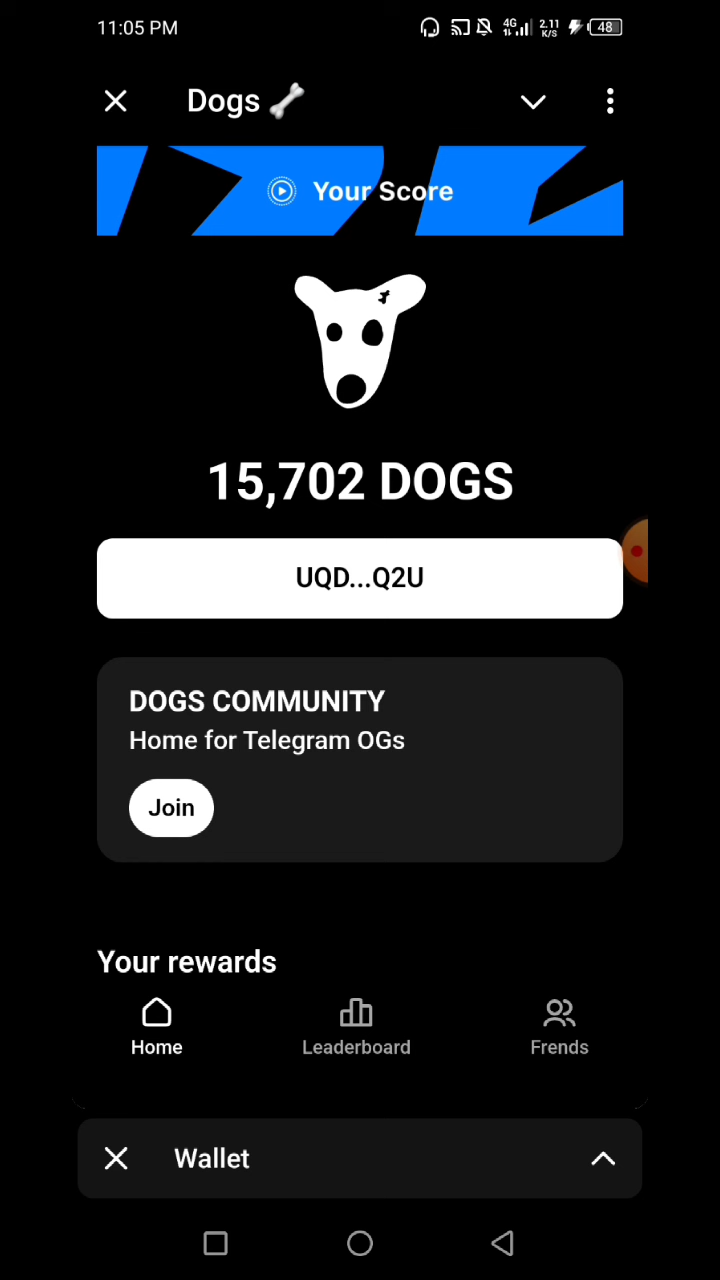 11:05 PM
4G
2.11
K/S
48
Dogs
Your Score
15,702 DOGS
UQD...Q2U
DOGS COMMUNITY
Home for Telegram OGs
Join
Your rewards
Home
Leaderboard
Frends
Wallet